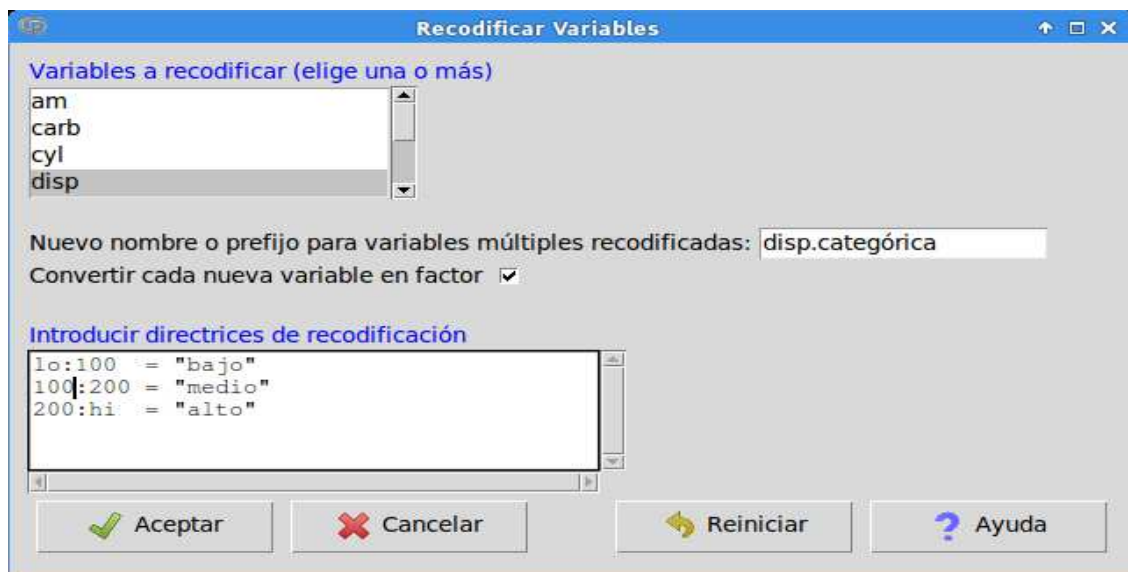 Recodificar Variables
Variables a recodificar (elige una o más)
am
carb
cyl
disp
Nuevo nombre o prefijo para variables múltiples recodificadas: disp.categórica
Convertir cada nueva variable en factor
Introducir directrices de recodificación
lo:100 = "bajo"
100:200 = "medio"
200:hi = "alto"
Aceptar Cancelar Reiniciar Ayuda